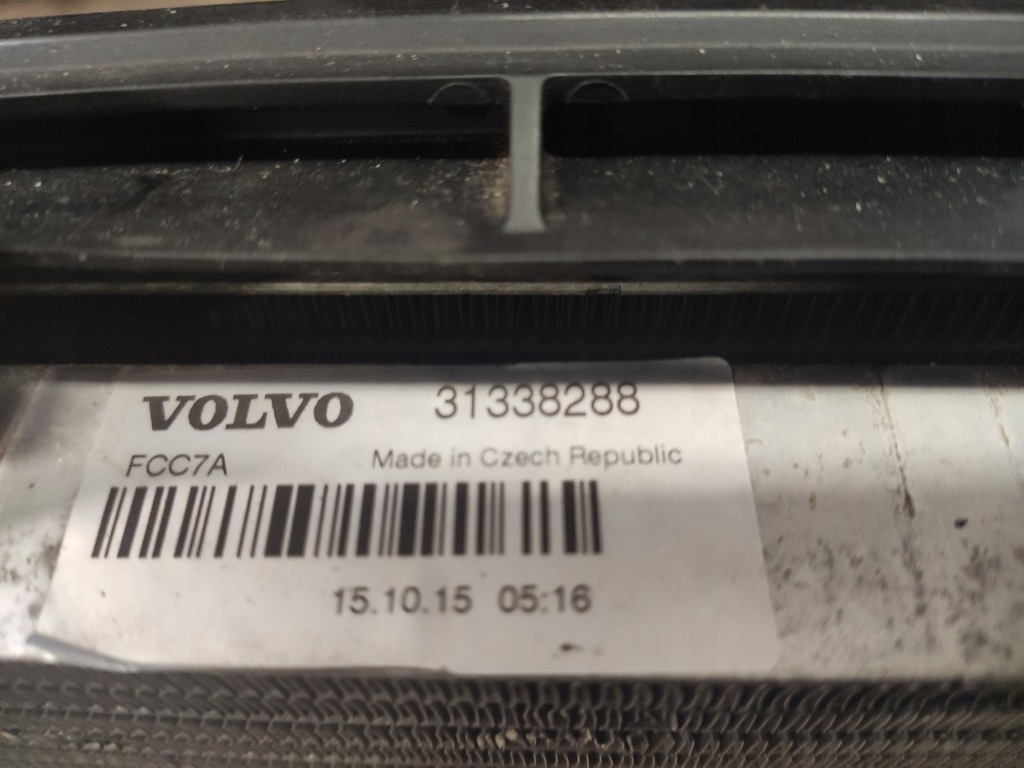 VOLVO 31338288
FCC7A Made in Czech Republic
15.10.15 05:16